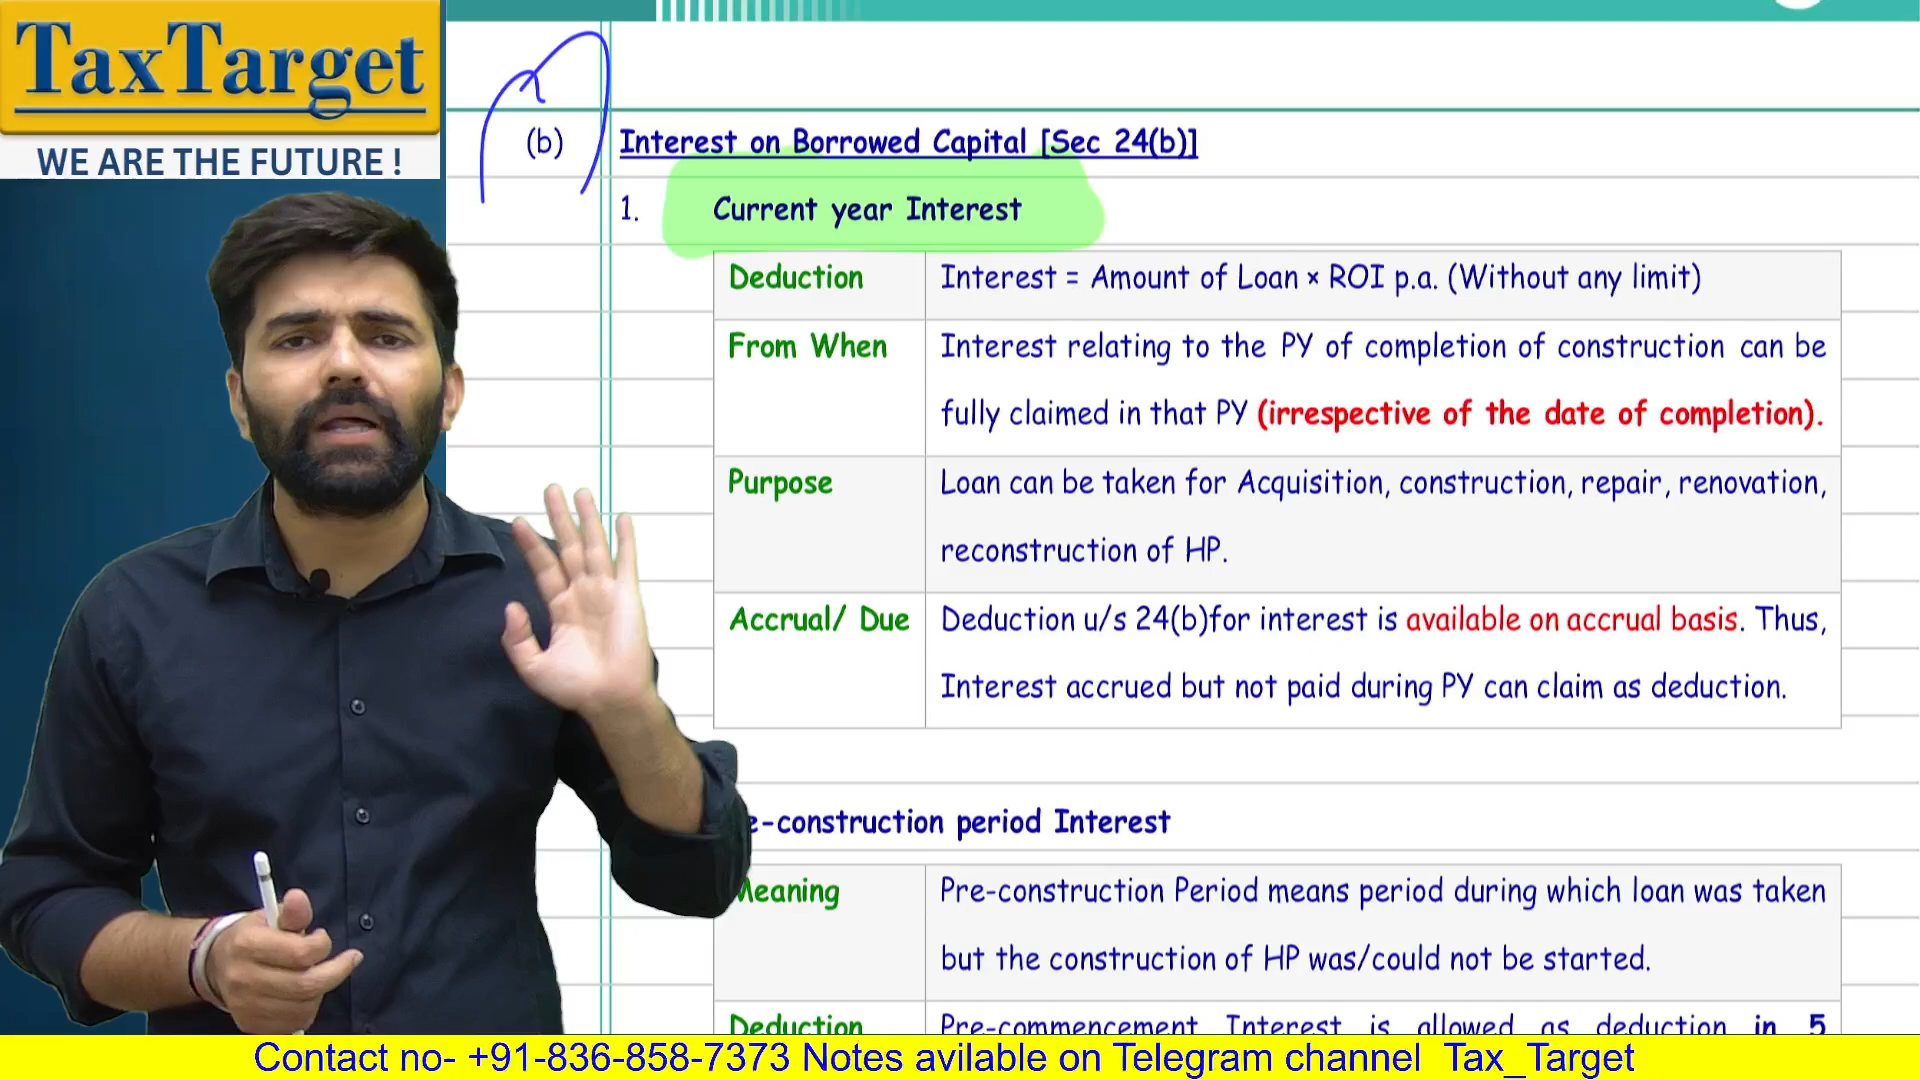 TaxTarget
WE ARE THE FUTURE !
(b) Interest on Borrowed Capital [Sec 24(b)]
1. Current year Interest
Deduction Interest = Amount of Loan × ROI p.a. (Without any limit)
From When Interest relating to the PY of completion of construction can be
fully claimed in that PY (irrespective of the date of completion).
Purpose Loan can be taken for Acquisition, construction, repair, renovation,
reconstruction of HP.
Accrual/ Due Deduction u/s 24(b)for interest is available on accrual basis. Thus,
Interest accrued but not paid during PY can claim as deduction.
e-construction period Interest
Meaning Pre-construction Period means period during which loan was taken
but the construction of HP was/could not be started.
Deduction Pre-commencement Interest is allowed as deduction in 5
Contact no- +91-836-858-7373 Notes avilable on Telegram channel Tax_Target